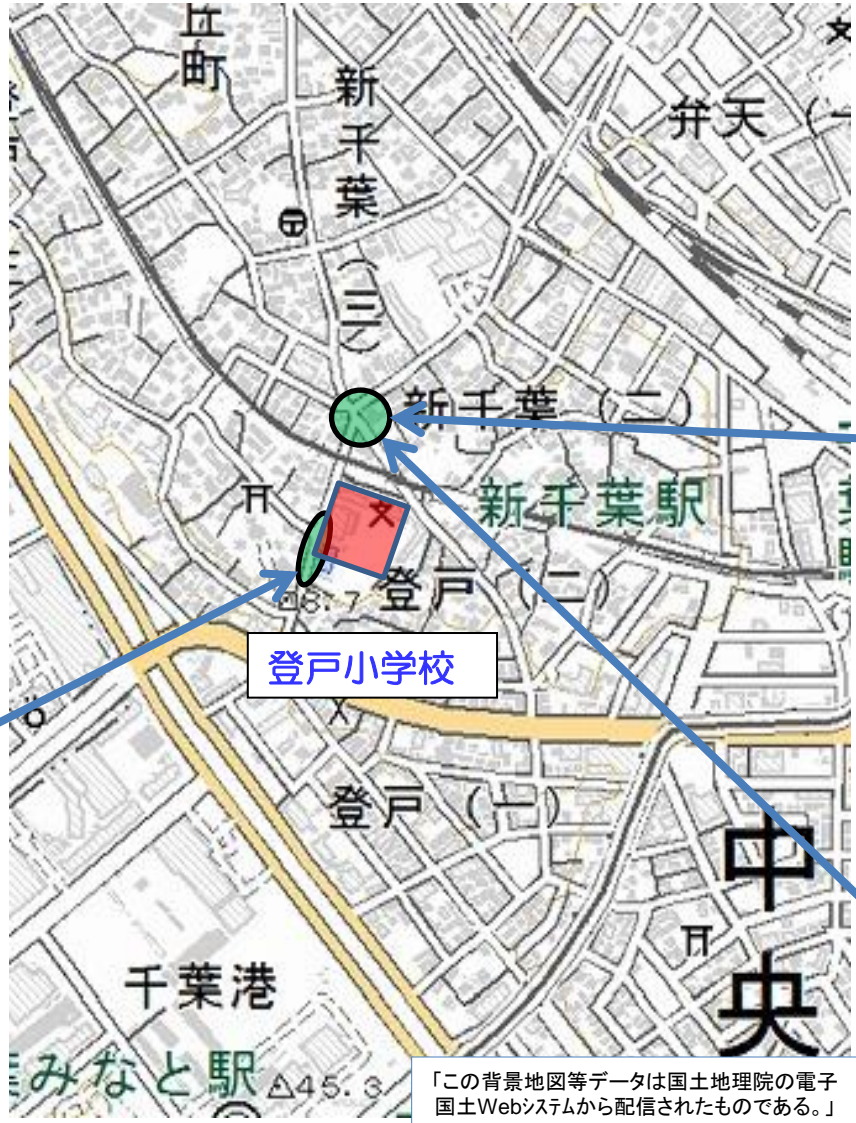 丘町
新千葉(三)
弁天(一
新千葉(二)
新千葉駅
登戸(二)
8.7
登戸小学校
登戸(一)
中央
千葉港
みなと駅
45.3
「この背景地図等データは国土地理院の電子
国土Webシステムから配信されたものである。」